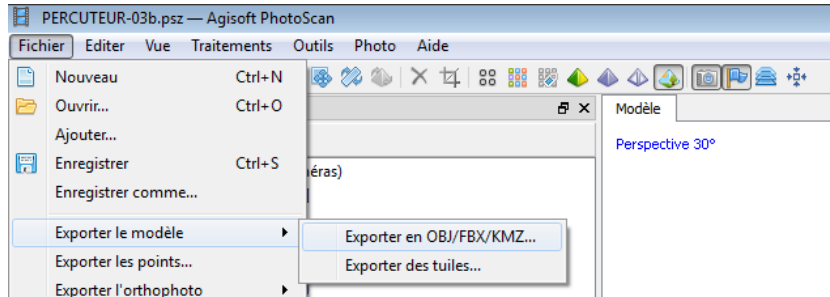 PERCUTEUR-03b.psz — Agisoft PhotoScan
Fichier Editer Vue Traitements Outils Photo Aide
Nouveau Ctrl+N
Ouvrir... Ctrl+O
Modèle
Ajouter...
Perspective 30°
Enregistrer Ctrl+S
éras)
Enregistrer comme...
Exporter le modèle
Exporter en OBJ/FBX/KMZ...
Exporter les points...
Exporter des tuiles...
Exporter l'orthophoto